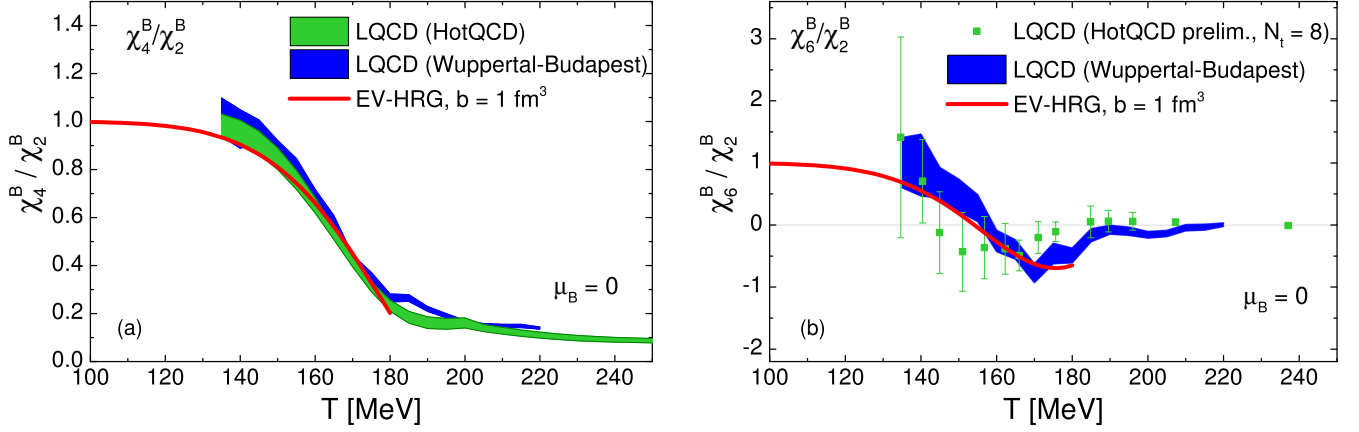 χ₄ᴮ/χ₂ᴮ
LQCD (HotQCD)
LQCD (Wuppertal-Budapest)
EV-HRG, b = 1 fm³
μ_B = 0
(a)
χ₄ᴮ / χ₂ᴮ
1.4
1.2
1.0
0.8
0.6
0.4
0.2
0.0
100 120 140 160 180 200 220 240
T [MeV]
χ₆ᴮ/χ₂ᴮ
LQCD (HotQCD prelim., N_t = 8)
LQCD (Wuppertal-Budapest)
EV-HRG, b = 1 fm³
μ_B = 0
(b)
χ₆ᴮ / χ₂ᴮ
3
2
1
0
-1
-2
100 120 140 160 180 200 220 240
T [MeV]